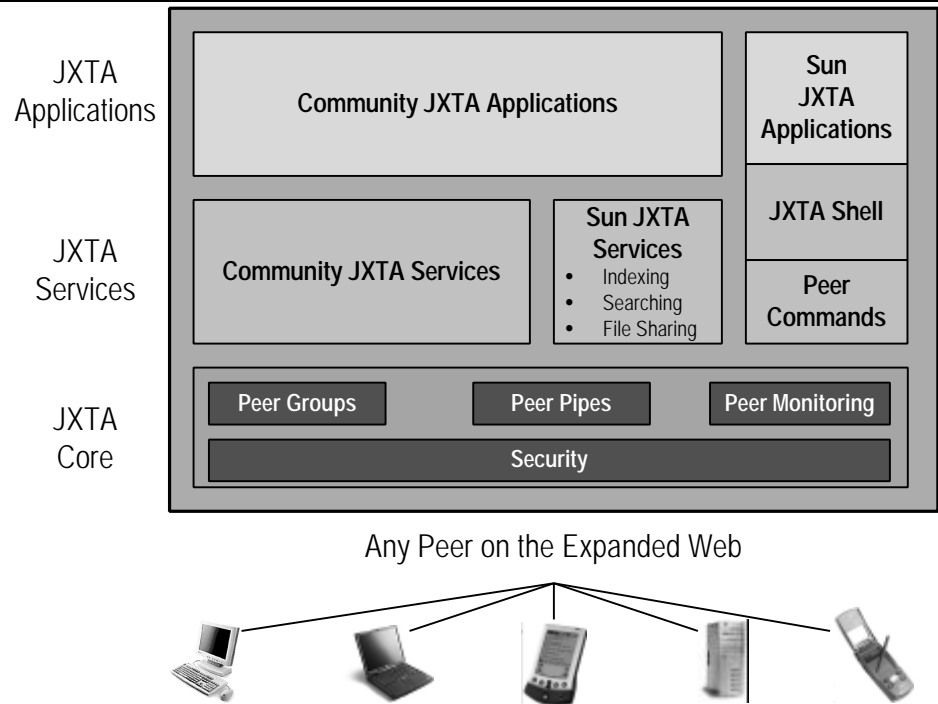 JXTA
Applications
Community JXTA Applications
Sun
JXTA
Applications
JXTA
Services
Community JXTA Services
Sun JXTA
Services
• Indexing
• Searching
• File Sharing
JXTA Shell
Peer
Commands
JXTA
Core
Peer Groups
Peer Pipes
Peer Monitoring
Security
Any Peer on the Expanded Web